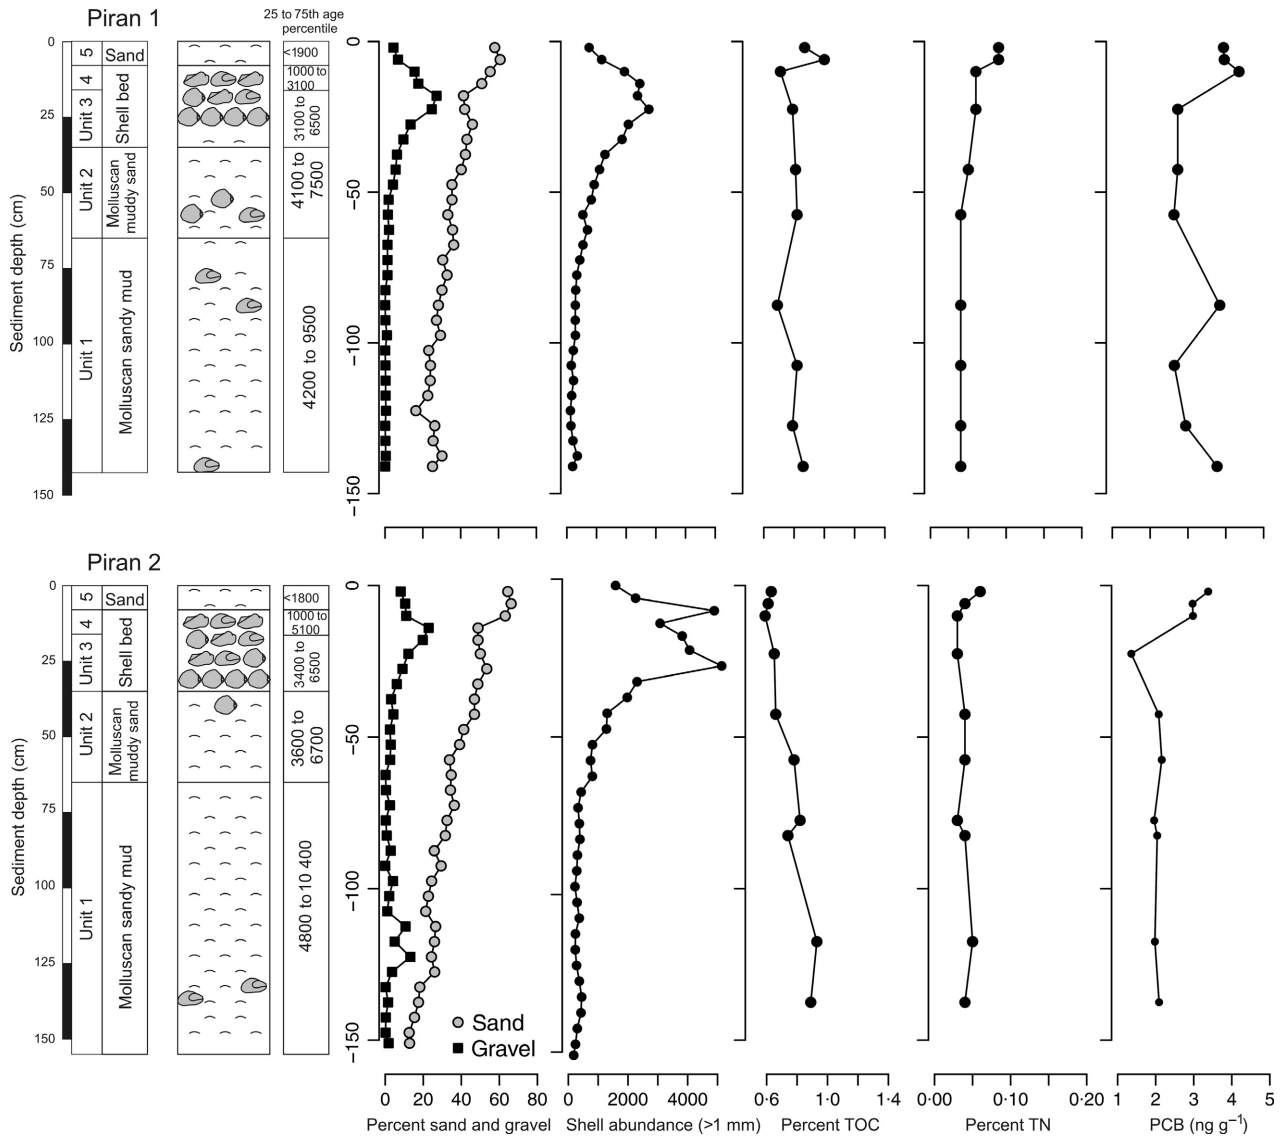 Piran 1
25 to 75th age
percentile
Sediment depth (cm)
0
25
50
75
100
125
150
5
4
Unit 3
Unit 2
Unit 1
Sand
Shell bed
Molluscan
muddy sand
Molluscan sandy mud
<1900
1000 to
3100
3100 to
6500
4100 to
7500
4200 to 9500
0
−50
−100
−150
Piran 2
Sediment depth (cm)
0
25
50
75
100
125
150
5
4
Unit 3
Unit 2
Unit 1
Sand
Shell bed
Molluscan
muddy sand
Molluscan sandy mud
<1800
1000 to
5100
3400 to
6500
3600 to
6700
4800 to 10 400
0
−50
−100
−150
Sand
Gravel
0 20 40 60 80
Percent sand and gravel
0 2000 4000
Shell abundance (>1 mm)
0·6 1·0 1·4
Percent TOC
0·00 0·10 0·20
Percent TN
1 2 3 4 5
PCB (ng g⁻¹)